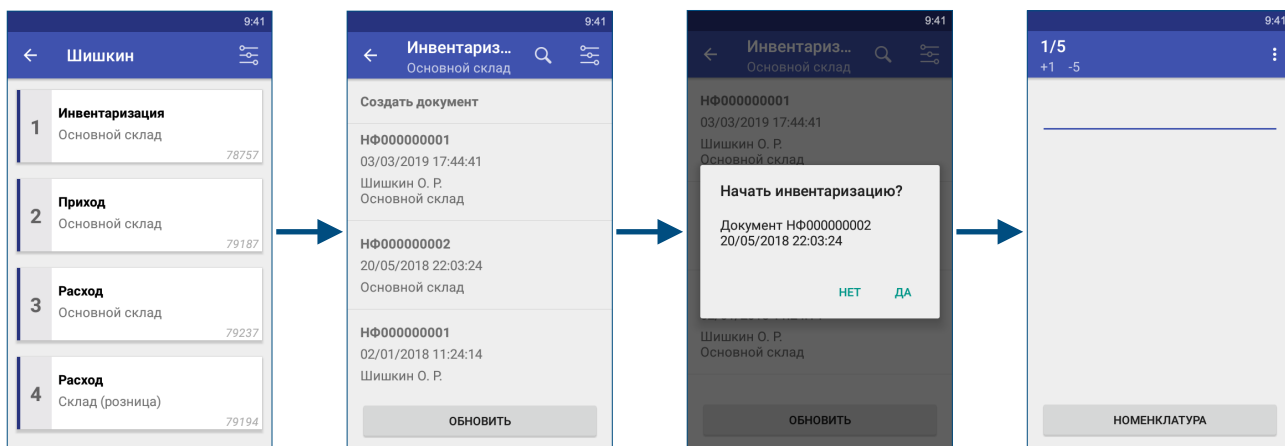 9:41
Шишкин
1
Инвентаризация
Основной склад
78757
2
Приход
Основной склад
79187
3
Расход
Основной склад
79237
4
Расход
Склад (розница)
79194
9:41
Инвентариз...
Основной склад
Создать документ
НФ000000001
03/03/2019 17:44:41
Шишкин О. Р.
Основной склад
НФ000000002
20/05/2018 22:03:24
Основной склад
НФ000000001
02/01/2018 11:24:14
Шишкин О. Р.
ОБНОВИТЬ
9:41
Инвентариз...
Основной склад
НФ000000001
03/03/2019 17:44:41
Шишкин О. Р.
Основной склад
Начать инвентаризацию?
Документ НФ000000002
20/05/2018 22:03:24
НЕТ ДА
Шишкин О. Р.
Основной склад
ОБНОВИТЬ
9:41
1/5
+1 -5
НОМЕНКЛАТУРА